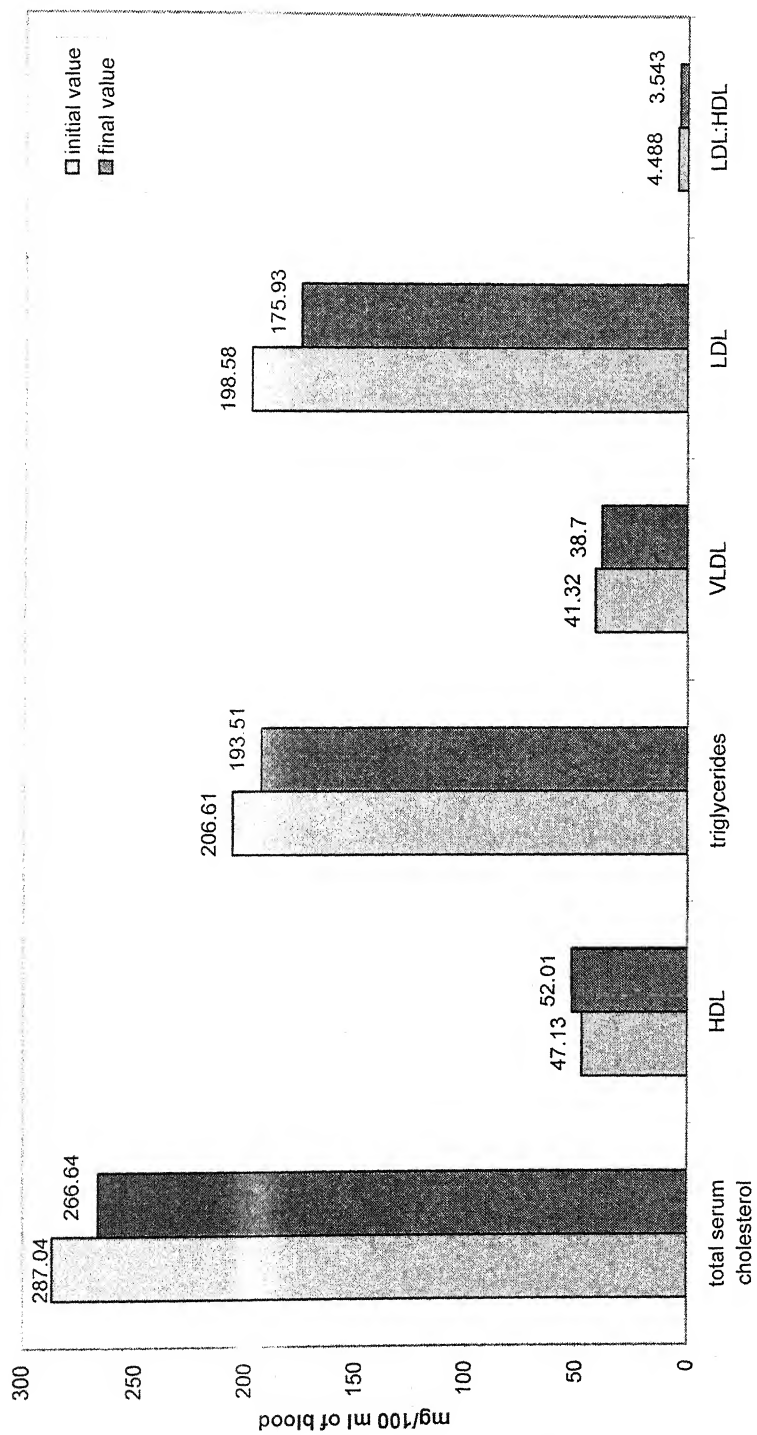 initial value
final value
mg/100 ml of blood
300
250
200
150
100
50
0
287.04
266.64
47.13
52.01
206.61
193.51
41.32
38.7
198.58
175.93
4.488
3.543
total serum
cholesterol
HDL
triglycerides
VLDL
LDL
LDL:HDL